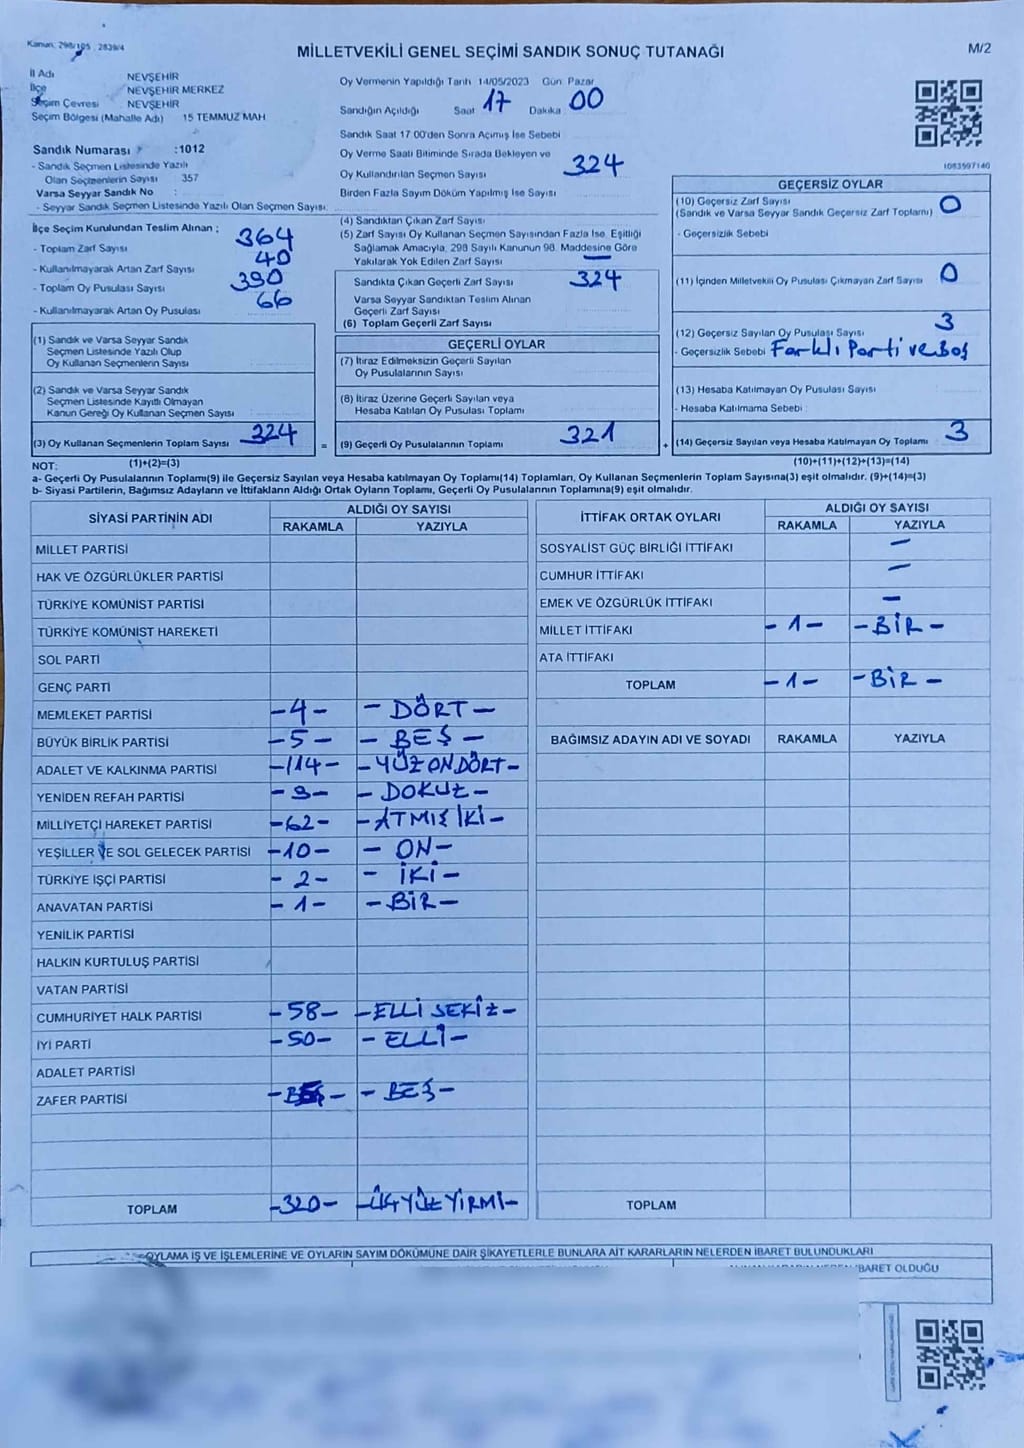 Kanun: 298/105 , 2839/4
MİLLETVEKİLİ GENEL SEÇİMİ SANDIK SONUÇ TUTANAĞI
M/2
İl Adı NEVŞEHİR
İlçe NEVŞEHİR MERKEZ
Seçim Çevresi NEVŞEHİR
Seçim Bölgesi (Mahalle Adı) 15 TEMMUZ MAH
Sandık Numarası :1012
- Sandık Seçmen Listesinde Yazılı
Olan Seçmenlerin Sayısı 357
Varsa Seyyar Sandık No :
- Seyyar Sandık Seçmen Listesinde Yazılı Olan Seçmen Sayısı:
Oy Vermenin Yapıldığı Tarih 14/05/2023 Gün Pazar
Sandığın Açıldığı Saat 17 Dakika 00
Sandık Saat 17 00'den Sonra Açımış İse Sebebi
Oy Verme Saati Bitiminde Sırada Bekleyen ve
Oy Kullandırılan Seçmen Sayısı 324
Birden Fazla Sayım Döküm Yapılmış İse Sayısı
1083597140
İlçe Seçim Kurulundan Teslim Alınan ;
- Toplam Zarf Sayısı 364
- Kullanılmayarak Artan Zarf Sayısı 40
- Toplam Oy Pusulası Sayısı 390
- Kullanılmayarak Artan Oy Pusulası 66
(4) Sandıktan Çıkan Zarf Sayısı
(5) Zarf Sayısı Oy Kullanan Seçmen Sayısından Fazla İse, Eşitliği
Sağlamak Amacıyla, 298 Sayılı Kanunun 98. Maddesine Göre
Yakılarak Yok Edilen Zarf Sayısı —
Sandıkta Çıkan Geçerli Zarf Sayısı 324
Varsa Seyyar Sandıktan Teslim Alınan
Geçerli Zarf Sayısı
(6) Toplam Geçerli Zarf Sayısı
GEÇERSİZ OYLAR
(10) Geçersiz Zarf Sayısı 0
(Sandık ve Varsa Seyyar Sandık Geçersiz Zarf Toplamı)
- Geçersizlik Sebebi
(11) İçinden Milletvekili Oy Pusulası Çıkmayan Zarf Sayısı 0
(12) Geçersiz Sayılan Oy Pusulası Sayısı 3
- Geçersizlik Sebebi Farklı Parti ve Boş
(13) Hesaba Katılmayan Oy Pusulası Sayısı
- Hesaba Katılmama Sebebi :
(14) Geçersiz Sayılan veya Hesaba Katılmayan Oy Toplamı 3
(1) Sandık ve Varsa Seyyar Sandık
Seçmen Listesinde Yazılı Olup
Oy Kullanan Seçmenlerin Sayısı
(2) Sandık ve Varsa Seyyar Sandık
Seçmen Listesinde Kayıtlı Olmayan
Kanun Gereği Oy Kullanan Seçmen Sayısı
(3) Oy Kullanan Seçmenlerin Toplam Sayısı 324 =
GEÇERLİ OYLAR
(7) İtiraz Edilmeksizin Geçerli Sayılan
Oy Pusulalarının Sayısı
(8) İtiraz Üzerine Geçerli Sayılan veya
Hesaba Katılan Oy Pusulası Toplamı
(9) Geçerli Oy Pusulalarının Toplamı 321 +
NOT: (1)+(2)=(3) (10)+(11)+(12)+(13)=(14)
a- Geçerli Oy Pusulalarının Toplamı(9) ile Geçersiz Sayılan veya Hesaba katılmayan Oy Toplamı(14) Toplamları, Oy Kullanan Seçmenlerin Toplam Sayısına(3) eşit olmalıdır. (9)+(14)=(3)
b- Siyasi Partilerin, Bağımsız Adayların ve İttifakların Aldığı Ortak Oyların Toplamı, Geçerli Oy Pusulalarının Toplamına(9) eşit olmalıdır.
SİYASİ PARTİNİN ADI ALDIĞI OY SAYISI
RAKAMLA YAZIYLA
MİLLET PARTİSİ
HAK VE ÖZGÜRLÜKLER PARTİSİ
TÜRKİYE KOMÜNİST PARTİSİ
TÜRKİYE KOMÜNİST HAREKETİ
SOL PARTİ
GENÇ PARTİ
MEMLEKET PARTİSİ -4- - DÖRT -
BÜYÜK BİRLİK PARTİSİ -5- - BEŞ -
ADALET VE KALKINMA PARTİSİ -114- - YÜZ ONDÖRT -
YENİDEN REFAH PARTİSİ -9- - DOKUZ -
MİLLİYETÇİ HAREKET PARTİSİ -62- - ATMIŞ İKİ -
YEŞİLLER VE SOL GELECEK PARTİSİ -10- - ON -
TÜRKİYE İŞÇİ PARTİSİ - 2 - - İKİ -
ANAVATAN PARTİSİ - 1 - - BİR -
YENİLİK PARTİSİ
HALKIN KURTULUŞ PARTİSİ
VATAN PARTİSİ
CUMHURİYET HALK PARTİSİ -58- - ELLİ SEKİZ -
İYİ PARTİ -50- - ELLİ -
ADALET PARTİSİ
ZAFER PARTİSİ - BEŞ -
TOPLAM -320- - ÜÇ YÜZ YİRMİ -
İTTİFAK ORTAK OYLARI ALDIĞI OY SAYISI
RAKAMLA YAZIYLA
SOSYALİST GÜÇ BİRLİĞİ İTTİFAKI —
CUMHUR İTTİFAKI —
EMEK VE ÖZGÜRLÜK İTTİFAKI —
MİLLET İTTİFAKI - 1 - - BİR -
ATA İTTİFAKI
TOPLAM - 1 - - BİR -
BAĞIMSIZ ADAYIN ADI VE SOYADI RAKAMLA YAZIYLA
TOPLAM
OYLAMA İŞ VE İŞLEMLERİNE VE OYLARIN SAYIM DÖKÜMÜNE DAİR ŞİKAYETLERLE BUNLARA AİT KARARLARIN NELERDEN İBARET BULUNDUKLARI
İBARET OLDUĞU